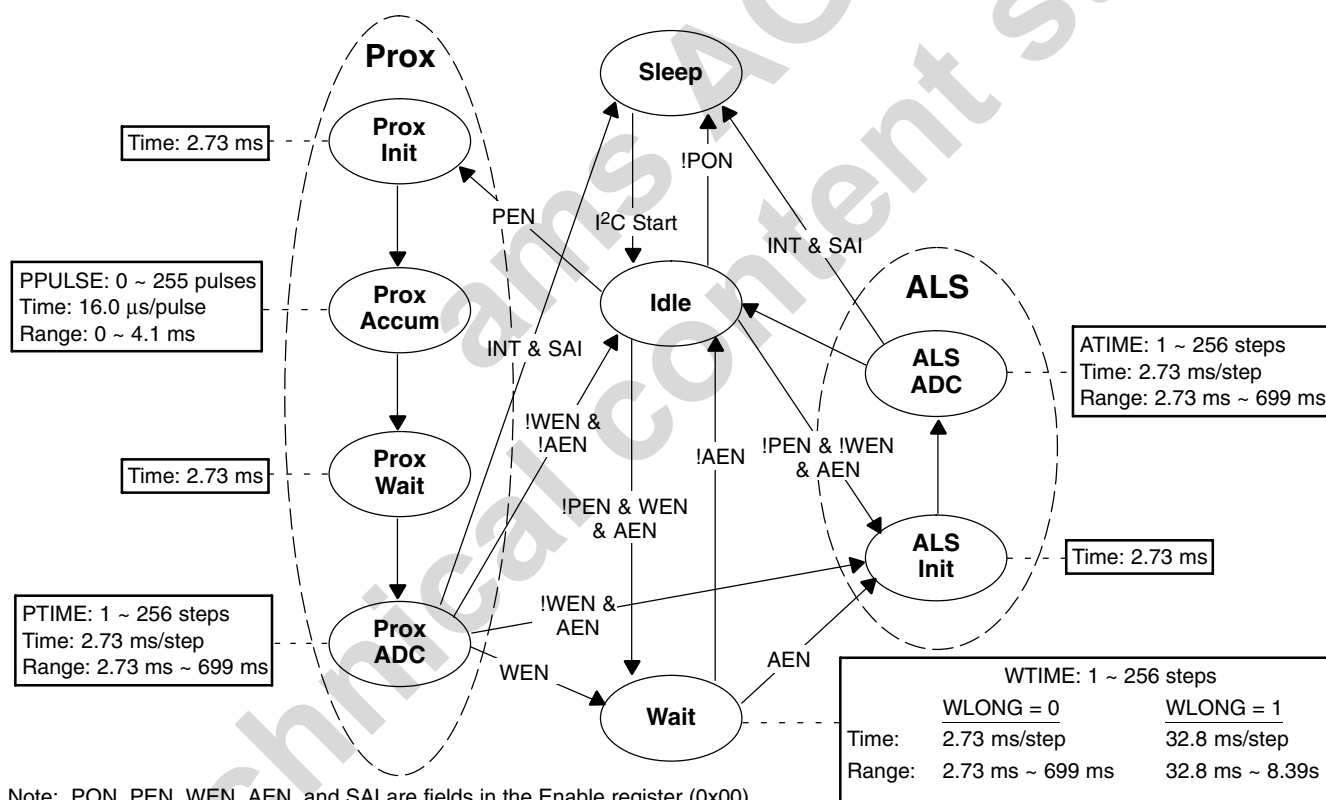 Prox
Sleep
Prox
Init
Time: 2.73 ms
!PON
PEN
I²C Start
INT & SAI
PPULSE: 0 ~ 255 pulses
Time: 16.0 µs/pulse
Range: 0 ~ 4.1 ms
Prox
Accum
Idle
ALS
INT & SAI
ALS
ADC
ATIME: 1 ~ 256 steps
Time: 2.73 ms/step
Range: 2.73 ms ~ 699 ms
!WEN &
!AEN
!AEN
!PEN & !WEN
& AEN
Time: 2.73 ms
Prox
Wait
!PEN & WEN
& AEN
ALS
Init
Time: 2.73 ms
PTIME: 1 ~ 256 steps
Time: 2.73 ms/step
Range: 2.73 ms ~ 699 ms
Prox
ADC
!WEN &
AEN
WEN
AEN
Wait
WTIME: 1 ~ 256 steps
WLONG = 0 WLONG = 1
Time: 2.73 ms/step 32.8 ms/step
Range: 2.73 ms ~ 699 ms 32.8 ms ~ 8.39s
Note: PON, PEN, WEN, AEN, and SAI are fields in the Enable register (0x00)
ams AG
chnical content s